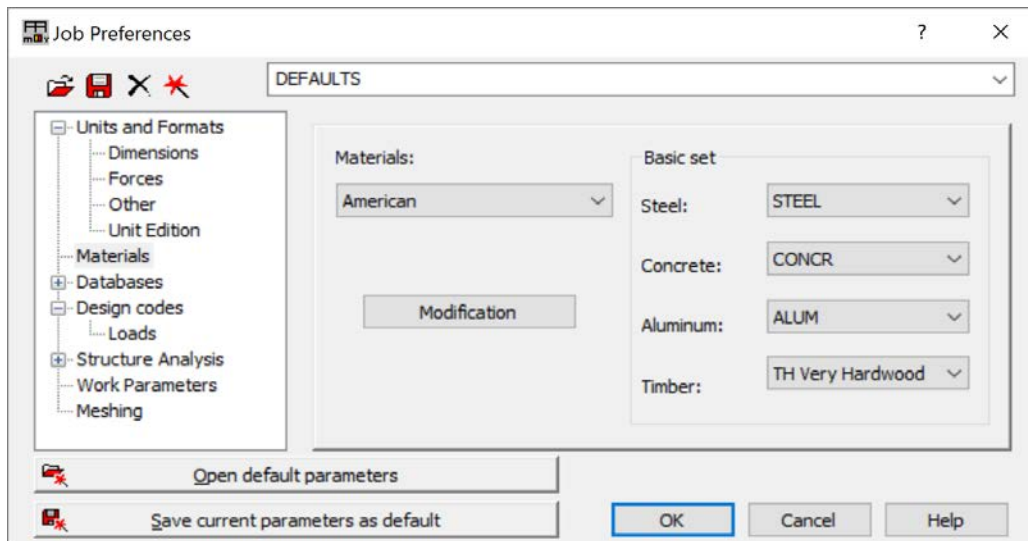 Job Preferences
DEFAULTS
Units and Formats
Dimensions
Forces
Other
Unit Edition
Materials
Databases
Design codes
Loads
Structure Analysis
Work Parameters
Meshing
Materials:
American
Modification
Basic set
Steel: STEEL
Concrete: CONCR
Aluminum: ALUM
Timber: TH Very Hardwood
Open default parameters
Save current parameters as default
OK Cancel Help